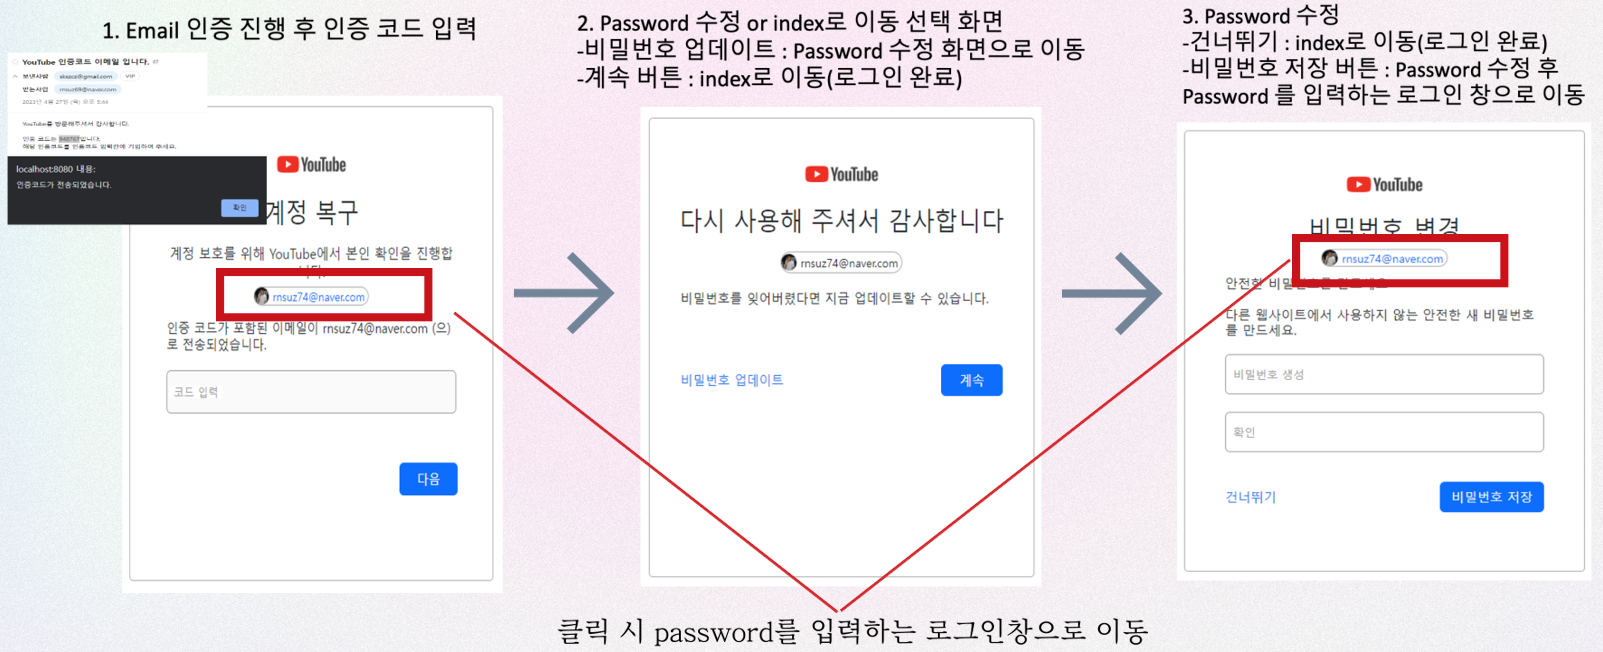 1. Email 인증 진행 후 인증 코드 입력
YouTube 인증코드 이메일 입니다.
보낸사람
VIP
받는사람 rnsuz69@naver.com
2023년 4월 27일 (목) 오후 5:44
YouTube를 방문해주셔서 감사합니다.
인증 코드는 입니다.
해당 인증코드를 인증코드 입력란에 기입하여 주세요.
localhost:8080 내용:
인증코드가 전송되었습니다.
확인
YouTube
계정 복구
계정 보호를 위해 YouTube에서 본인 확인을 진행합
니다.
rnsuz74@naver.com
인증 코드가 포함된 이메일이 rnsuz74@naver.com (으)
로 전송되었습니다.
코드 입력
다음
2. Password 수정 or index로 이동 선택 화면
-비밀번호 업데이트 : Password 수정 화면으로 이동
-계속 버튼 : index로 이동(로그인 완료)
YouTube
다시 사용해 주셔서 감사합니다
rnsuz74@naver.com
비밀번호를 잊어버렸다면 지금 업데이트할 수 있습니다.
비밀번호 업데이트
계속
3. Password 수정
-건너뛰기 : index로 이동(로그인 완료)
-비밀번호 저장 버튼 : Password 수정 후
Password 를 입력하는 로그인 창으로 이동
YouTube
비밀번호 변경
rnsuz74@naver.com
안전한 비밀번호를 만드세요
다른 웹사이트에서 사용하지 않는 안전한 새 비밀번호
를 만드세요.
비밀번호 생성
확인
건너뛰기
비밀번호 저장
클릭 시 password를 입력하는 로그인창으로 이동